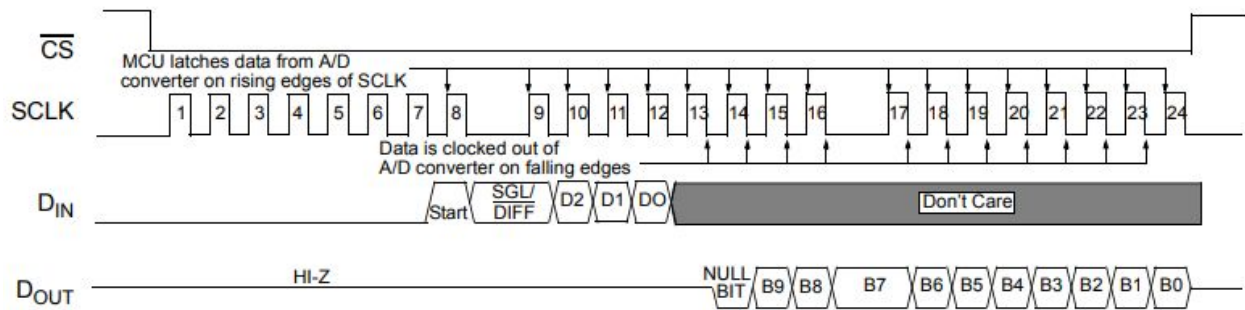 CS
MCU latches data from A/D
converter on rising edges of SCLK
SCLK
1 2 3 4 5 6 7 8 9 10 11 12 13 14 15 16 17 18 19 20 21 22 23 24
Data is clocked out of
A/D converter on falling edges
DIN
Start SGL/DIFF D2 D1 DO Don't Care
DOUT
HI-Z
NULL BIT B9 B8 B7 B6 B5 B4 B3 B2 B1 B0